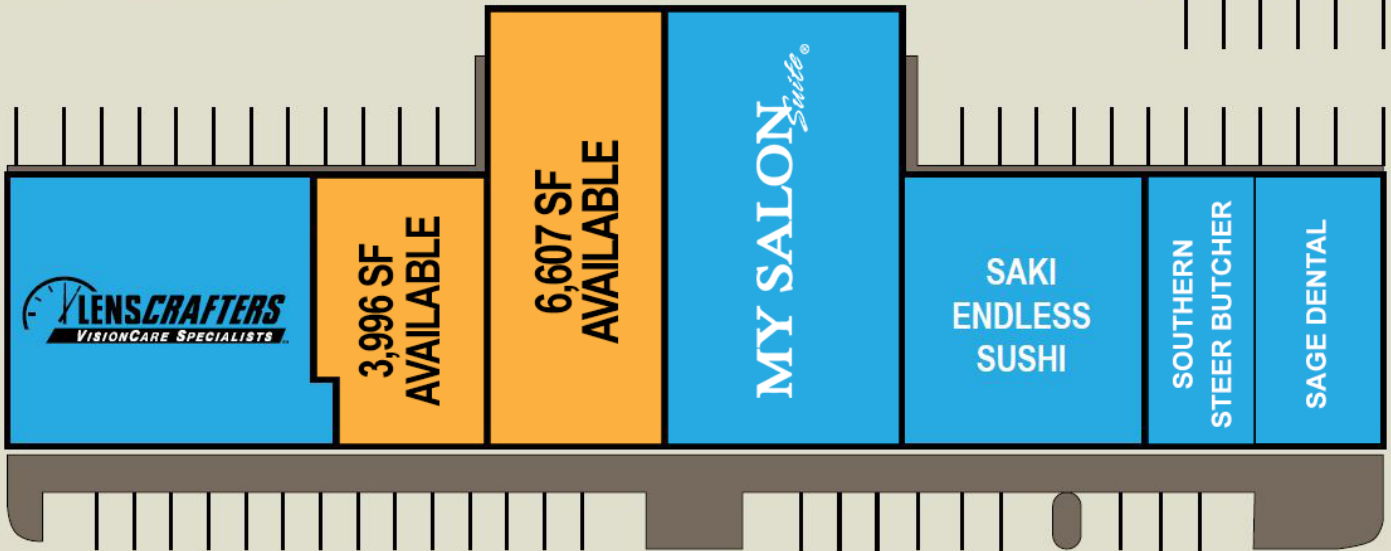 LENSCRAFTERS
VISIONCARE SPECIALISTS
3,996 SF
AVAILABLE
6,607 SF
AVAILABLE
MY SALON Suite®
SAKI
ENDLESS
SUSHI
SOUTHERN
STEER BUTCHER
SAGE DENTAL